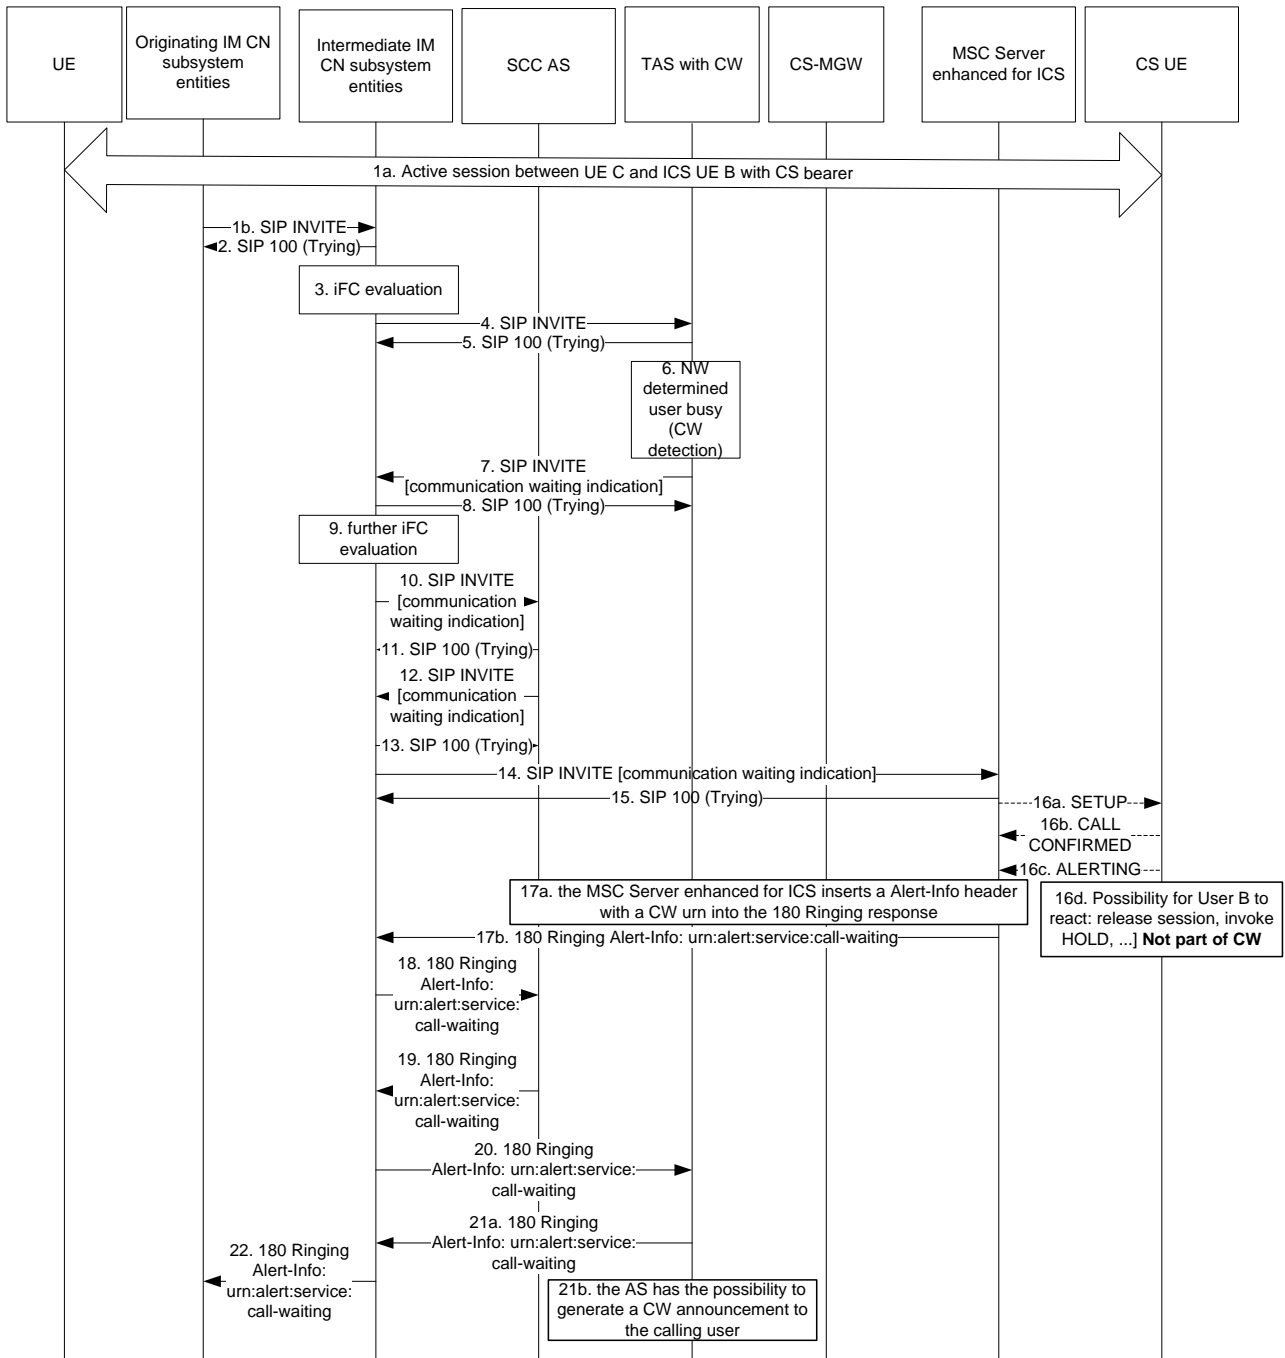 UE
Originating IM CN
subsystem
entities
Intermediate IM
CN subsystem
entities
SCC AS
TAS with CW
CS-MGW
MSC Server
enhanced for ICS
CS UE
1a. Active session between UE C and ICS UE B with CS bearer
1b. SIP INVITE
2. SIP 100 (Trying)
3. iFC evaluation
4. SIP INVITE
5. SIP 100 (Trying)
6. NW
determined
user busy
(CW
detection)
7. SIP INVITE
[communication waiting indication]
8. SIP 100 (Trying)
9. further iFC
evaluation
10. SIP INVITE
[communication
waiting indication]
11. SIP 100 (Trying)
12. SIP INVITE
[communication
waiting indication]
13. SIP 100 (Trying)
14. SIP INVITE [communication waiting indication]
15. SIP 100 (Trying)
16a. SETUP
16b. CALL
CONFIRMED
16c. ALERTING
17a. the MSC Server enhanced for ICS inserts a Alert-Info header
with a CW urn into the 180 Ringing response
16d. Possibility for User B to
react: release session, invoke
HOLD, ...] Not part of CW
17b. 180 Ringing Alert-Info: urn:alert:service:call-waiting
18. 180 Ringing
Alert-Info:
urn:alert:service:
call-waiting
19. 180 Ringing
Alert-Info:
urn:alert:service:
call-waiting
20. 180 Ringing
Alert-Info: urn:alert:service:
call-waiting
21a. 180 Ringing
Alert-Info: urn:alert:service:
call-waiting
22. 180 Ringing
Alert-Info:
urn:alert:service:
call-waiting
21b. the AS has the possibility to
generate a CW announcement to
the calling user